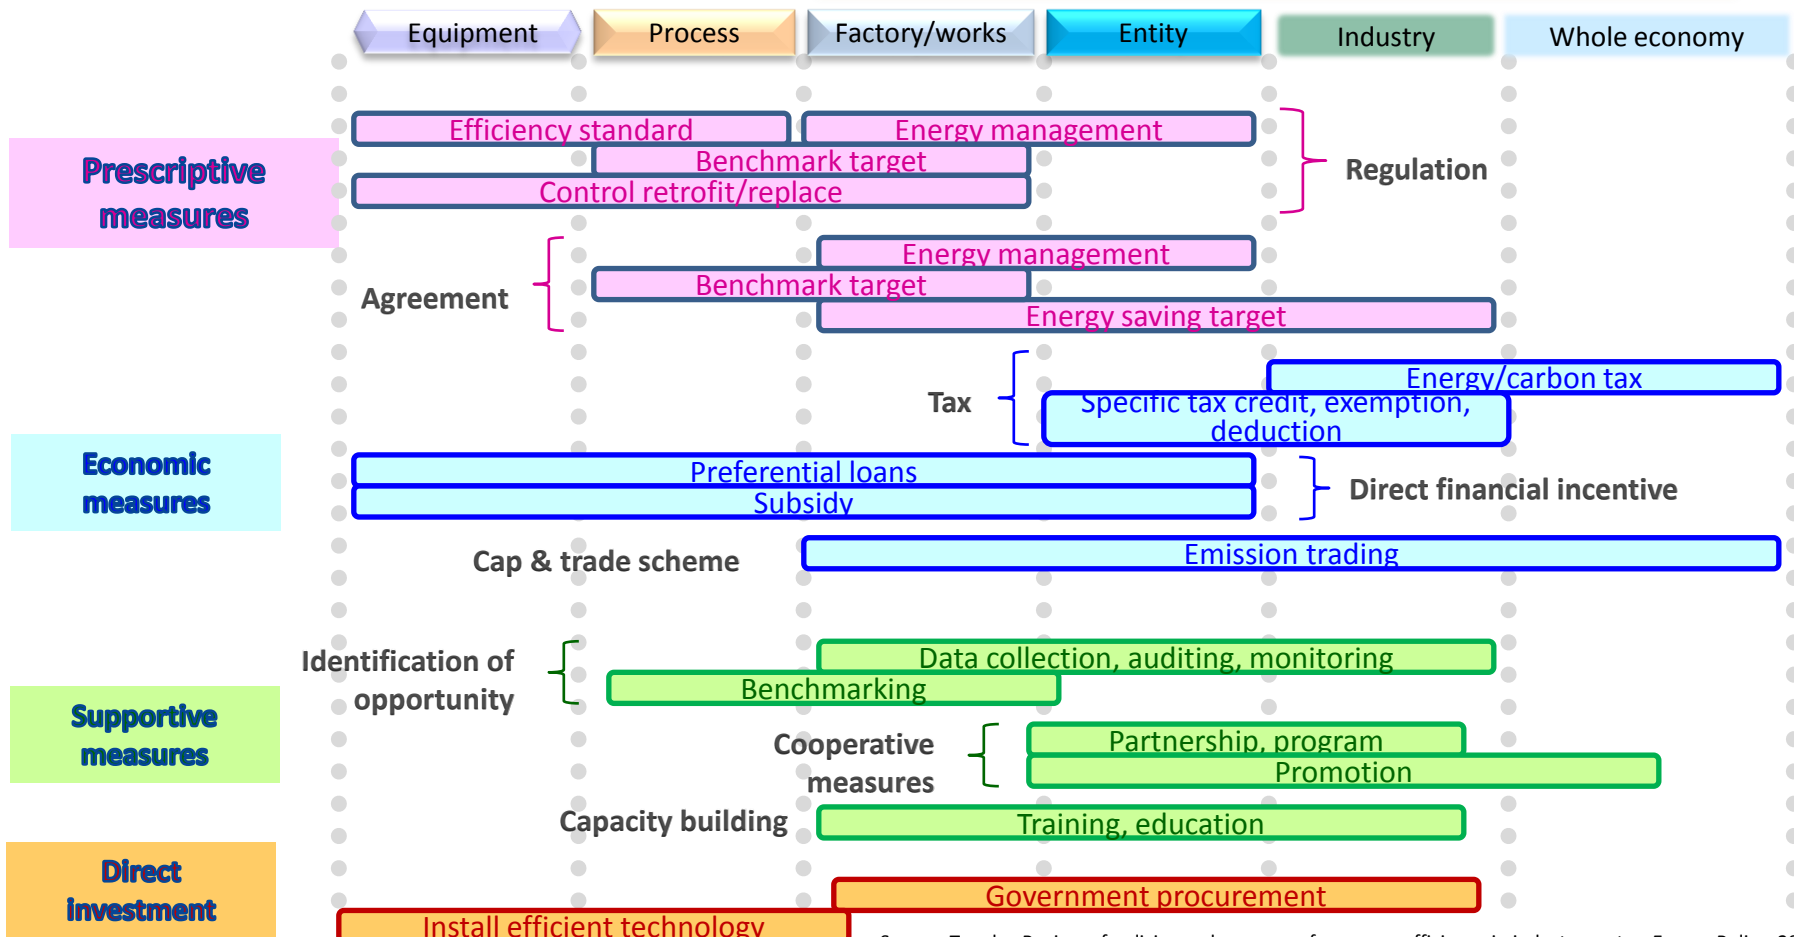 Equipment
Process
Factory/works
Entity
Industry
Whole economy
Efficiency standard
Energy management
Benchmark target
Control retrofit/replace
Regulation
Prescriptive
measures
Energy management
Benchmark target
Energy saving target
Agreement
Energy/carbon tax
Tax
Specific tax credit, exemption,
deduction
Economic
measures
Preferential loans
Subsidy
Direct financial incentive
Cap & trade scheme
Emission trading
Identification of
opportunity
Data collection, auditing, monitoring
Benchmarking
Supportive
measures
Cooperative
measures
Partnership, program
Promotion
Capacity building
Training, education
Direct
investment
Government procurement
Install efficient technology